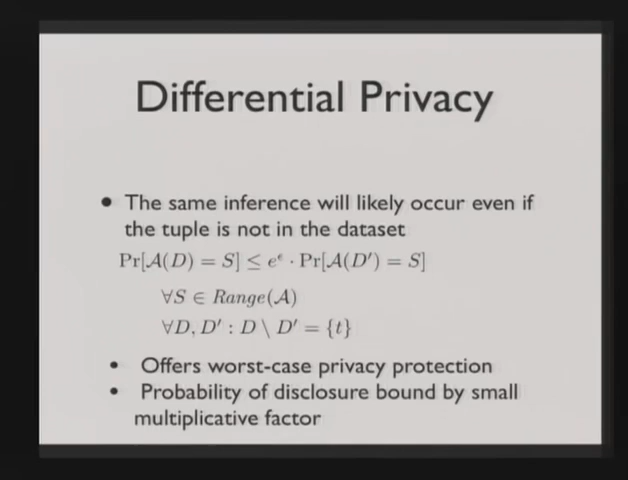 Differential Privacy
• The same inference will likely occur even if
the tuple is not in the dataset
Pr[𝒜(D) = S] ≤ e^ϵ · Pr[𝒜(D′) = S]
∀S ∈ Range(𝒜)
∀D, D′ : D \ D′ = {t}
• Offers worst-case privacy protection
• Probability of disclosure bound by small
multiplicative factor